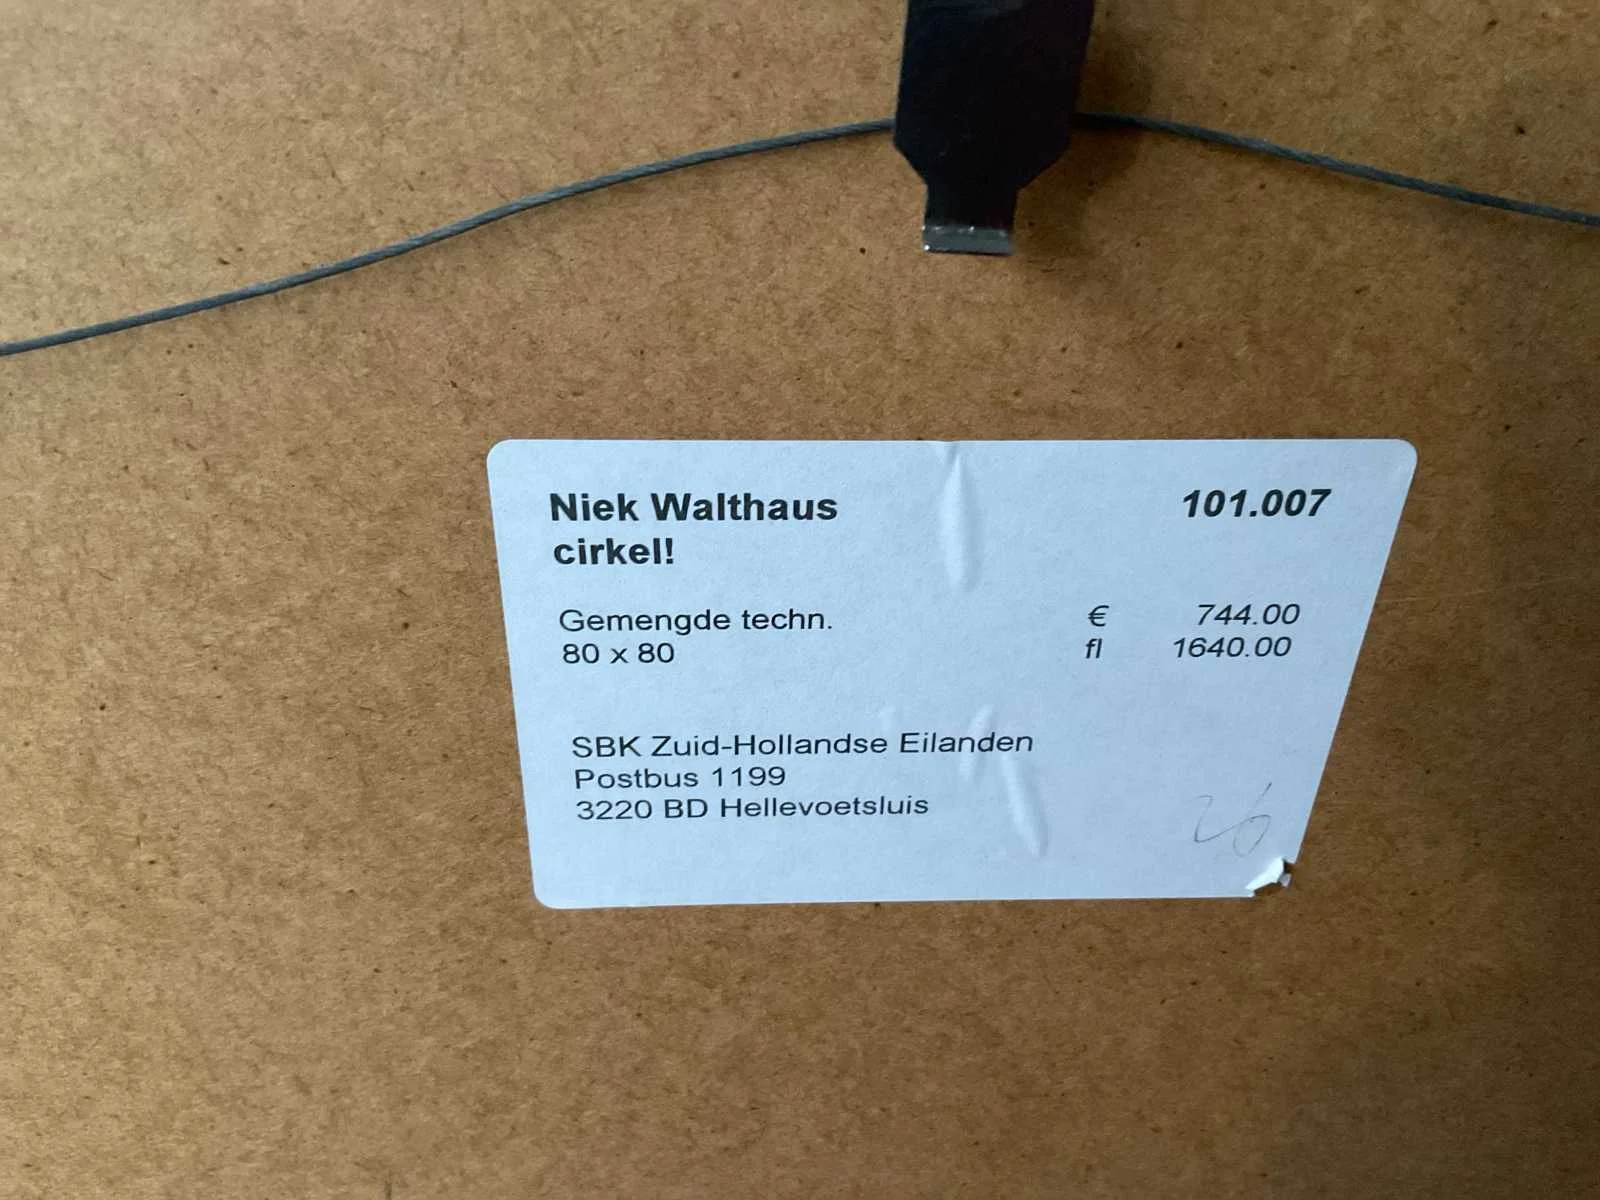 Niek Walthaus 101.007
cirkel!
Gemengde techn. € 744.00
80 x 80 fl 1640.00
SBK Zuid-Hollandse Eilanden
Postbus 1199
3220 BD Hellevoetsluis
26